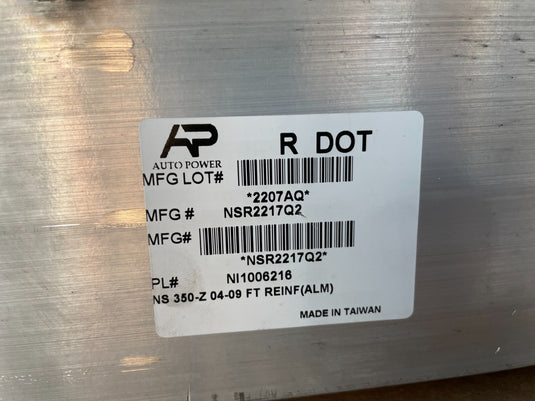 AP
R DOT
AUTO POWER
MFG LOT#
*2207AQ*
MFG # NSR2217Q2
MFG#
*NSR2217Q2*
PL# NI1006216
NS 350-Z 04-09 FT REINF(ALM)
MADE IN TAIWAN